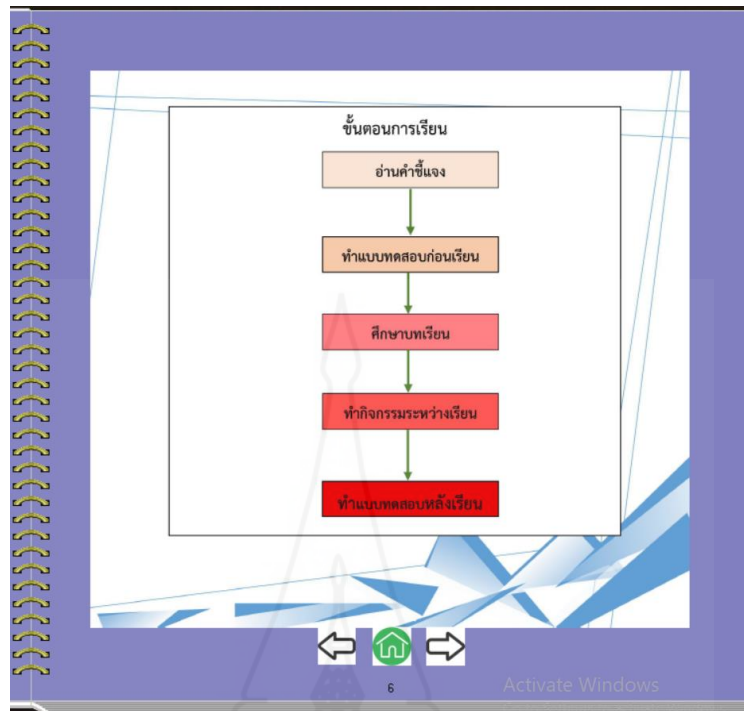 ขั้นตอนการเรียน
อ่านคำชี้แจง
ทำแบบทดสอบก่อนเรียน
ศึกษาบทเรียน
ทำกิจกรรมระหว่างเรียน
ทำแบบทดสอบหลังเรียน
6
Activate Windows